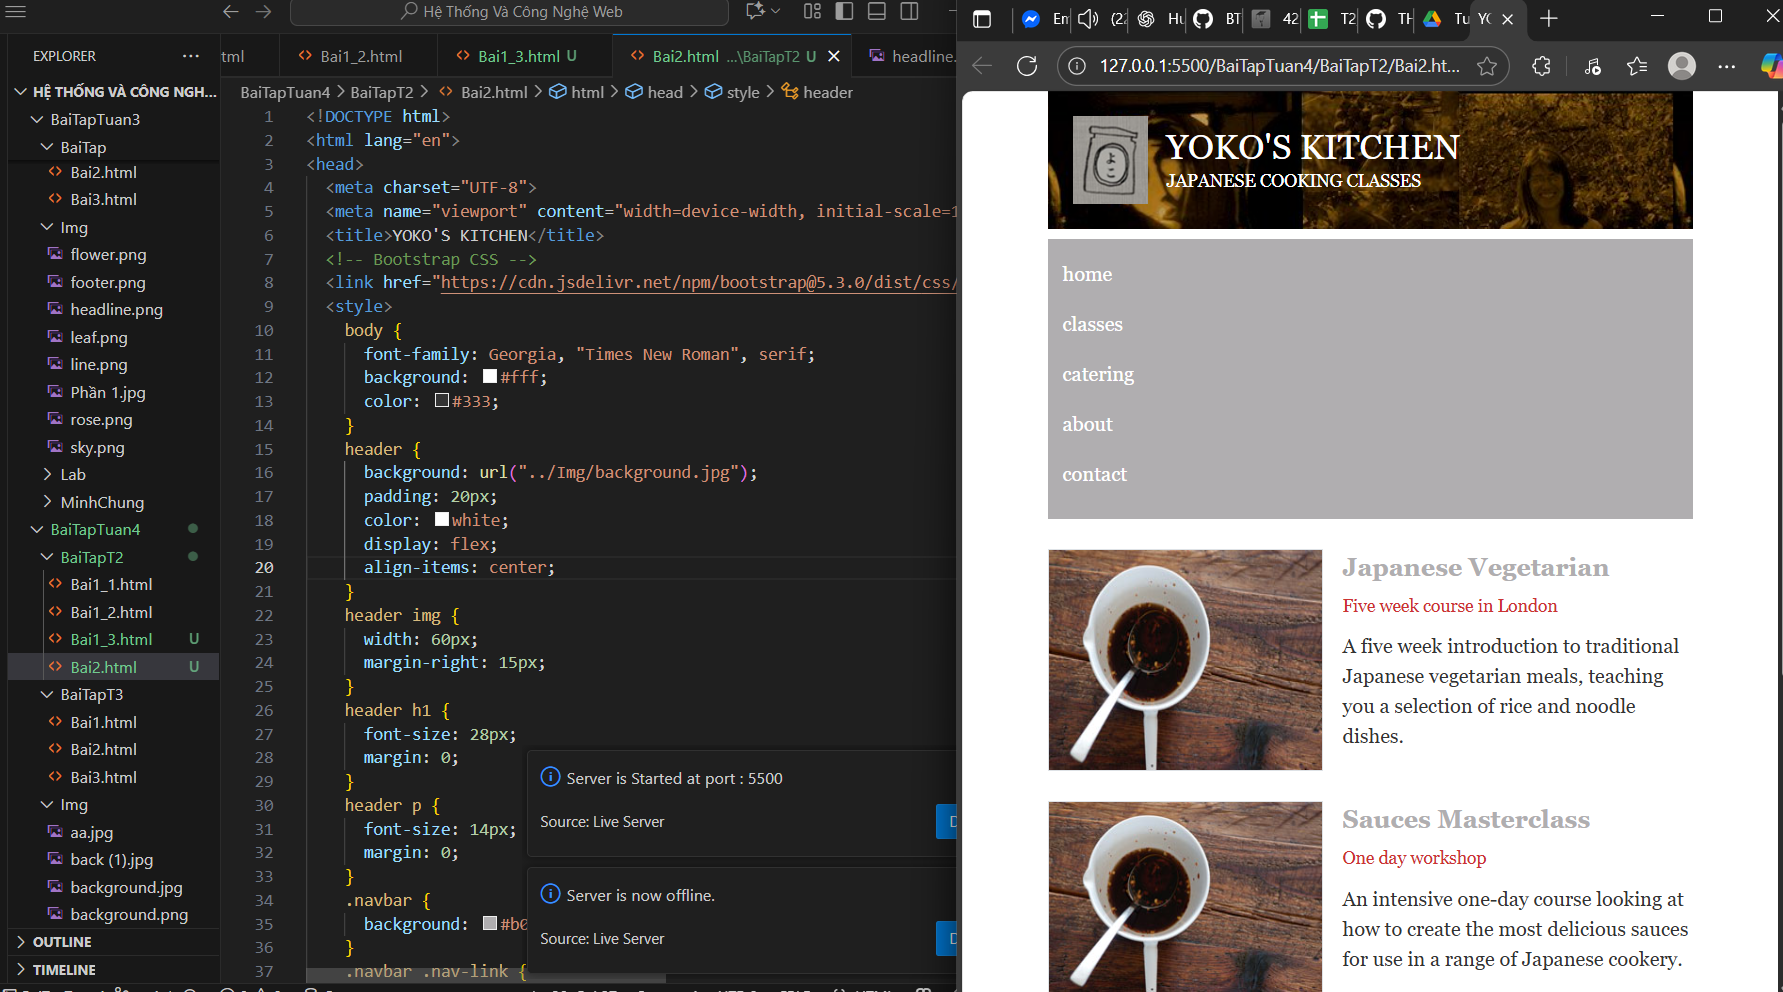 Hệ Thống Và Công Nghệ Web
EXPLORER
HỆ THỐNG VÀ CÔNG NGH...
BaiTapTuan3
BaiTap
Bai2.html
Bai3.html
Img
flower.png
footer.png
headline.png
leaf.png
line.png
Phần 1.jpg
rose.png
sky.png
Lab
MinhChung
BaiTapTuan4
BaiTapT2
Bai1_1.html
Bai1_2.html
Bai1_3.html U
Bai2.html U
BaiTapT3
Bai1.html
Bai2.html
Bai3.html
Img
aa.jpg
back (1).jpg
background.jpg
background.png
OUTLINE
TIMELINE
tml Bai1_2.html Bai1_3.html U Bai2.html ...\BaiTapT2 U headline.
BaiTapTuan4 > BaiTapT2 > Bai2.html > html > head > style > header
1 <!DOCTYPE html>
2 <html lang="en">
3 <head>
4 <meta charset="UTF-8">
5 <meta name="viewport" content="width=device-width, initial-scale=1
6 <title>YOKO'S KITCHEN</title>
7 <!-- Bootstrap CSS -->
8 <link href="https://cdn.jsdelivr.net/npm/bootstrap@5.3.0/dist/css/
9 <style>
10 body {
11 font-family: Georgia, "Times New Roman", serif;
12 background: #fff;
13 color: #333;
14 }
15 header {
16 background: url("../Img/background.jpg");
17 padding: 20px;
18 color: white;
19 display: flex;
20 align-items: center;
21 }
22 header img {
23 width: 60px;
24 margin-right: 15px;
25 }
26 header h1 {
27 font-size: 28px;
28 margin: 0;
29 }
30 header p {
31 font-size: 14px;
32 margin: 0;
33 }
34 .navbar {
35 background: #b0
36 }
37 .navbar .nav-link {
Server is Started at port : 5500
Source: Live Server
D
Server is now offline.
Source: Live Server
D
En (2: Hu BT 42 T2 TH Tu YO
127.0.0.1:5500/BaiTapTuan4/BaiTapT2/Bai2.ht...
よこ
YOKO'S KITCHEN
JAPANESE COOKING CLASSES
home
classes
catering
about
contact
Japanese Vegetarian
Five week course in London
A five week introduction to traditional
Japanese vegetarian meals, teaching
you a selection of rice and noodle
dishes.
Sauces Masterclass
One day workshop
An intensive one-day course looking at
how to create the most delicious sauces
for use in a range of Japanese cookery.